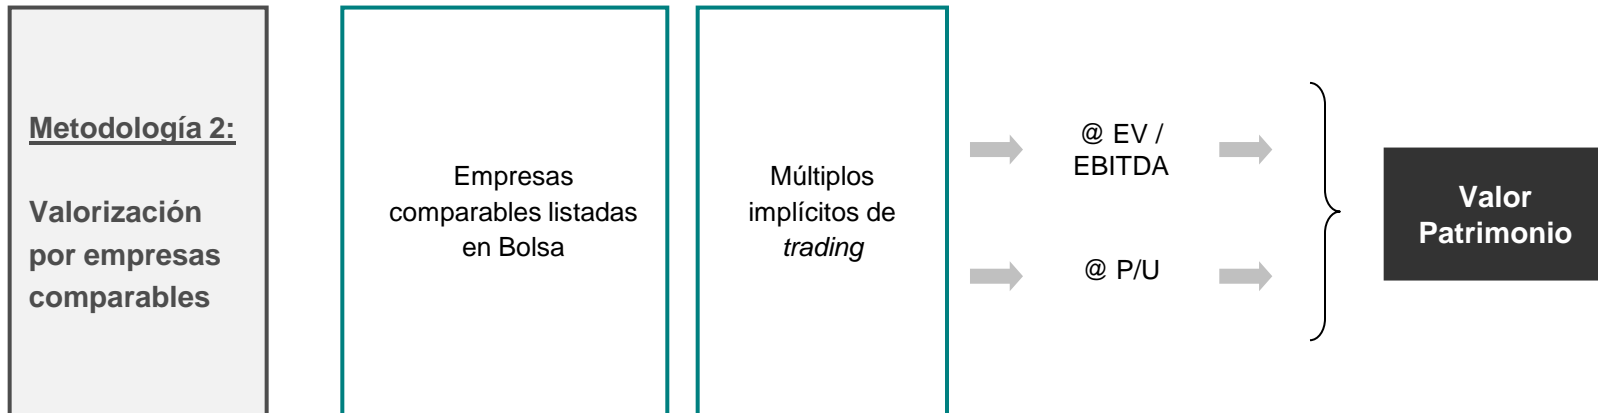 Metodología 2:
Valorización
por empresas
comparables
Empresas
comparables listadas
en Bolsa
Múltiplos
implícitos de
trading
@ EV /
EBITDA
@ P/U
Valor
Patrimonio